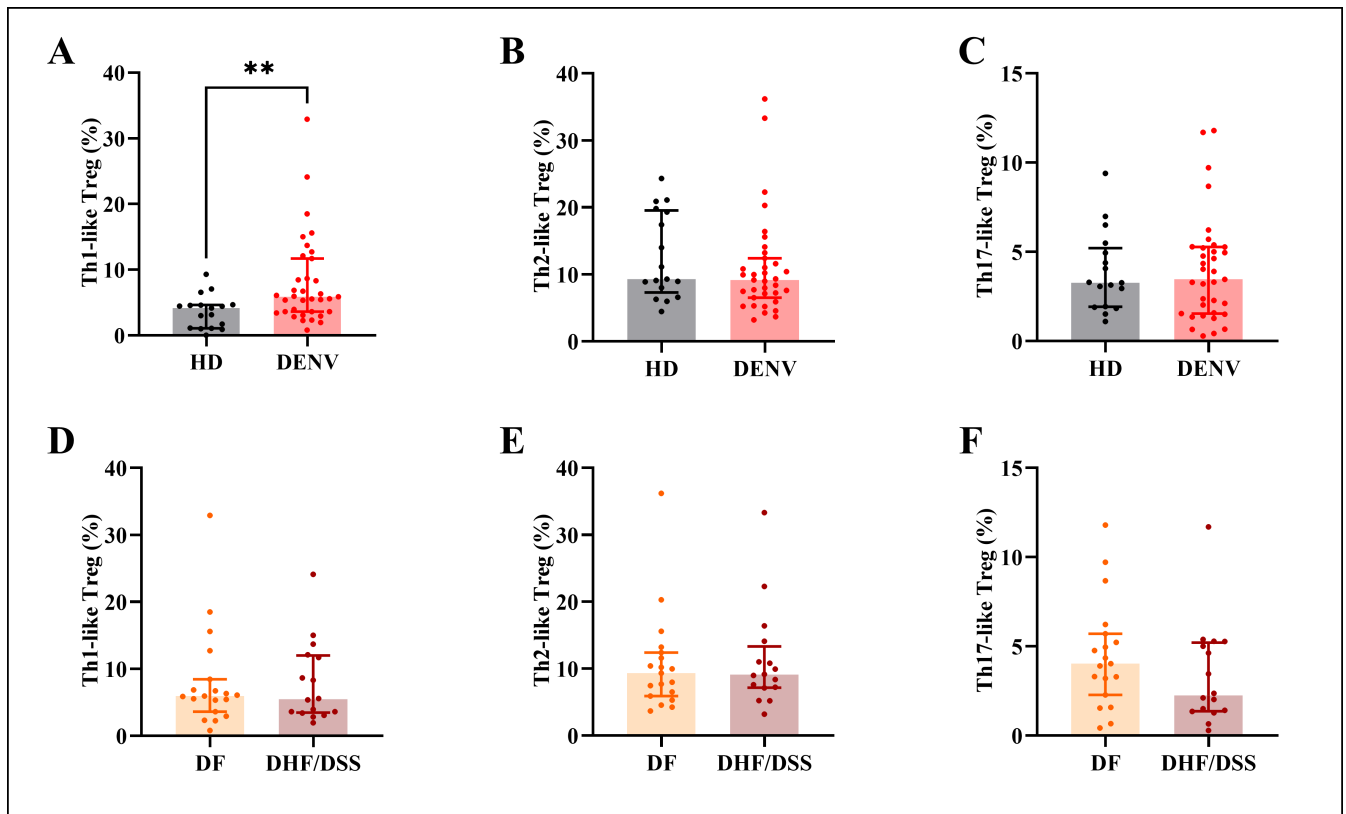 A
Th1-like Treg (%)
40
30
20
10
0
**
HD
DENV
B
Th2-like Treg (%)
40
30
20
10
0
HD
DENV
C
Th17-like Treg (%)
15
10
5
0
HD
DENV
D
Th1-like Treg (%)
40
30
20
10
0
DF
DHF/DSS
E
Th2-like Treg (%)
40
30
20
10
0
DF
DHF/DSS
F
Th17-like Treg (%)
15
10
5
0
DF
DHF/DSS